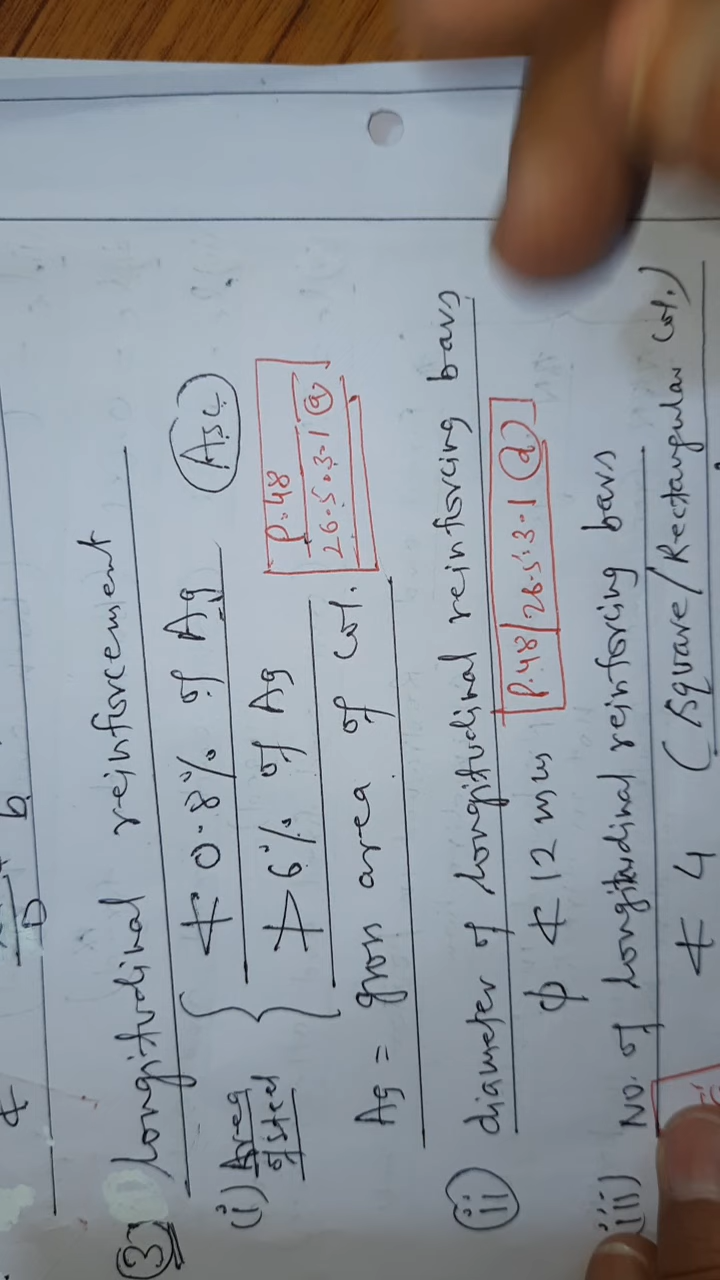 b
≮ D
③ longitudinal reinforcement
(i) Area of steel { ≮ 0.8% of Ag (Asc)
≯ 6% of Ag
P.48
26.5.3.1 ⓐ
Ag = gross area of col.
(ii) diameter of longitudinal reinforcing bars
ϕ ≮ 12 mm P.48/26.5.3.1 ⓐ
(iii) No. of longitudinal reinforcing bars
≮ 4 (Square/Rectangular Col.)